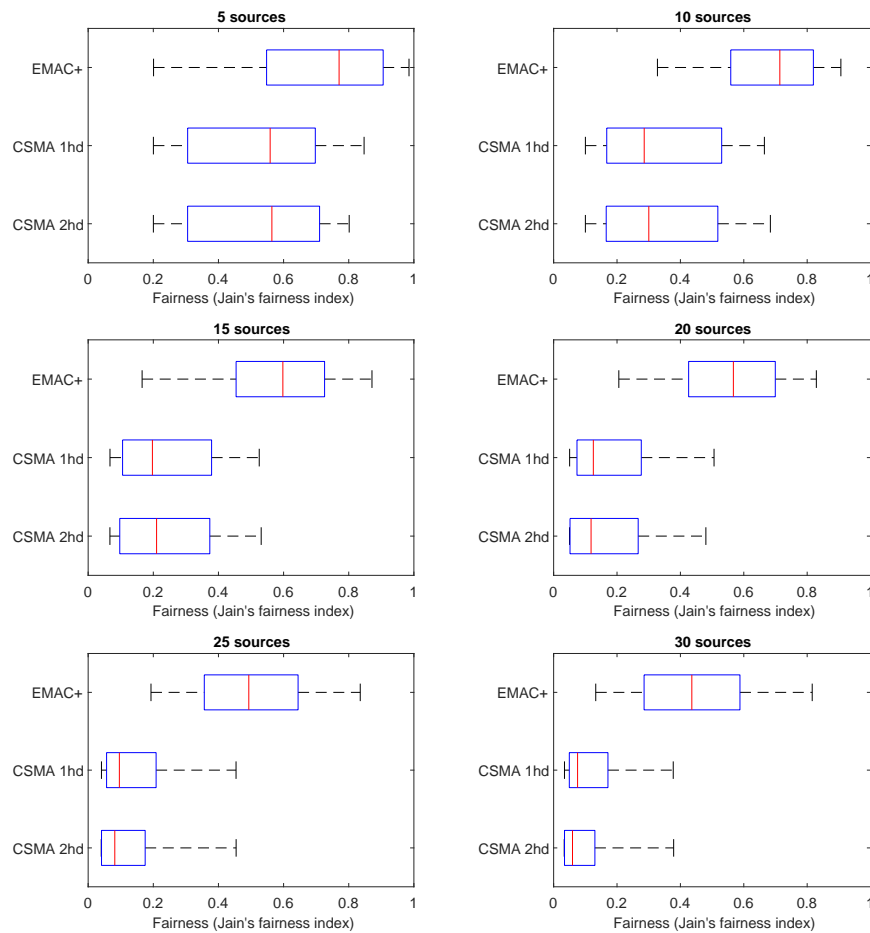 5 sources
EMAC+
CSMA 1hd
CSMA 2hd
0 0.2 0.4 0.6 0.8 1
Fairness (Jain's fairness index)
10 sources
EMAC+
CSMA 1hd
CSMA 2hd
0 0.2 0.4 0.6 0.8 1
Fairness (Jain's fairness index)
15 sources
EMAC+
CSMA 1hd
CSMA 2hd
0 0.2 0.4 0.6 0.8 1
Fairness (Jain's fairness index)
20 sources
EMAC+
CSMA 1hd
CSMA 2hd
0 0.2 0.4 0.6 0.8 1
Fairness (Jain's fairness index)
25 sources
EMAC+
CSMA 1hd
CSMA 2hd
0 0.2 0.4 0.6 0.8 1
Fairness (Jain's fairness index)
30 sources
EMAC+
CSMA 1hd
CSMA 2hd
0 0.2 0.4 0.6 0.8 1
Fairness (Jain's fairness index)